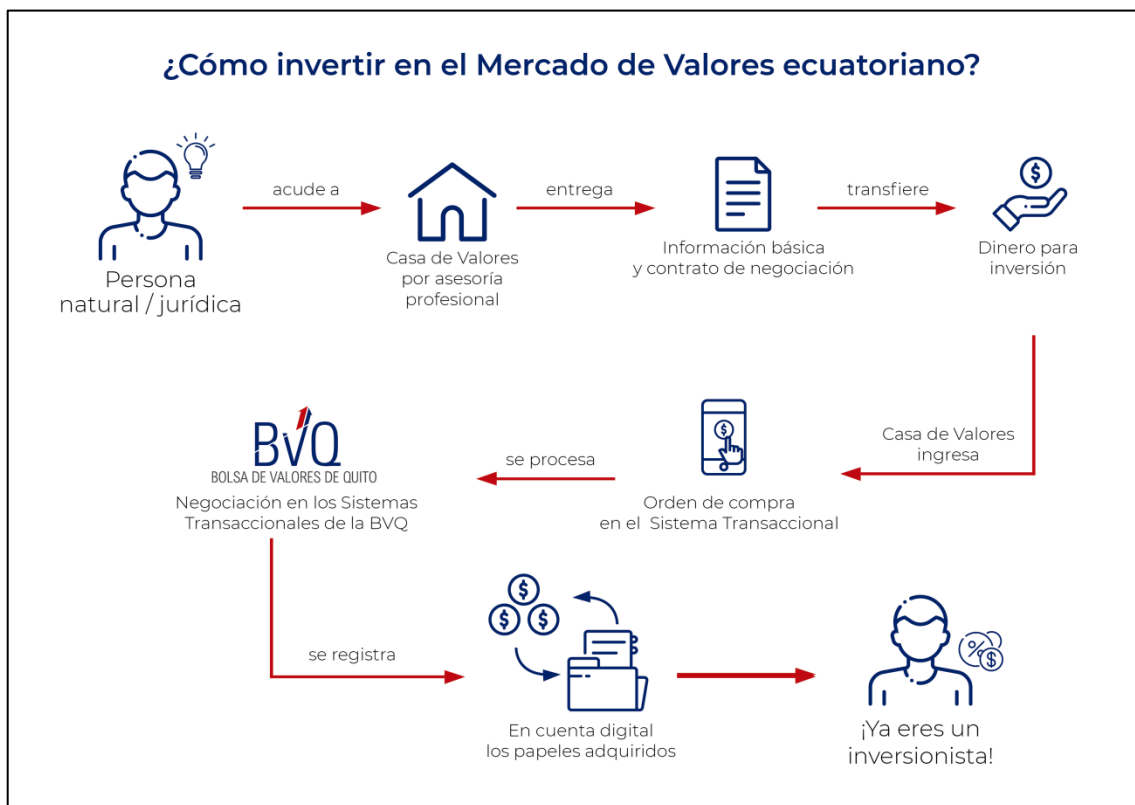 ¿Cómo invertir en el Mercado de Valores ecuatoriano?
Persona
natural / jurídica
acude a
Casa de Valores
por asesoría
profesional
entrega
Información básica
y contrato de negociación
transfiere
Dinero para
inversión
Casa de Valores
ingresa
Orden de compra
en el Sistema Transaccional
se procesa
BVQ
BOLSA DE VALORES DE QUITO
Negociación en los Sistemas
Transaccionales de la BVQ
se registra
En cuenta digital
los papeles adquiridos
¡Ya eres un
inversionista!